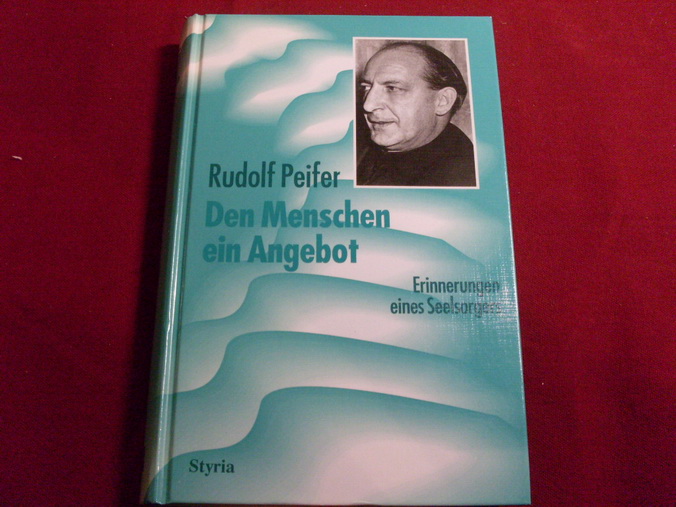 Rudolf Peifer
Den Menschen
ein Angebot
Erinnerungen
eines Seelsorgers
Styria